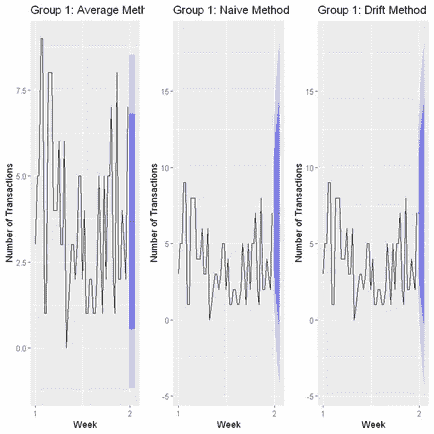 Group 1: Average Meth
Number of Transactions
7.5
5.0
2.5
0.0
1
2
Week
Group 1: Naive Method
Number of Transactions
15
10
5
0
-5
1
2
Week
Group 1: Drift Method
Number of Transactions
15
10
5
0
-5
1
2
Week